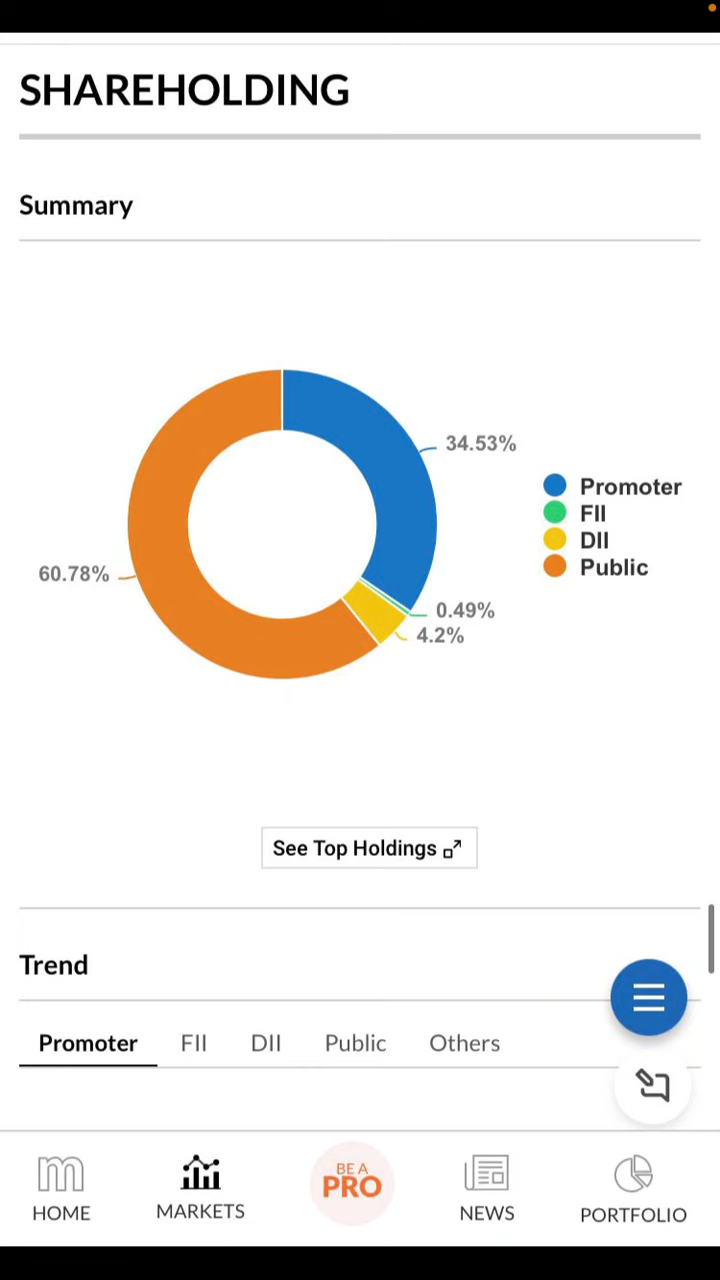 SHAREHOLDING
Summary
34.53%
Promoter
FII
DII
Public
60.78%
0.49%
4.2%
See Top Holdings
Trend
Promoter FII DII Public Others
m
BE A
PRO
HOME MARKETS NEWS PORTFOLIO